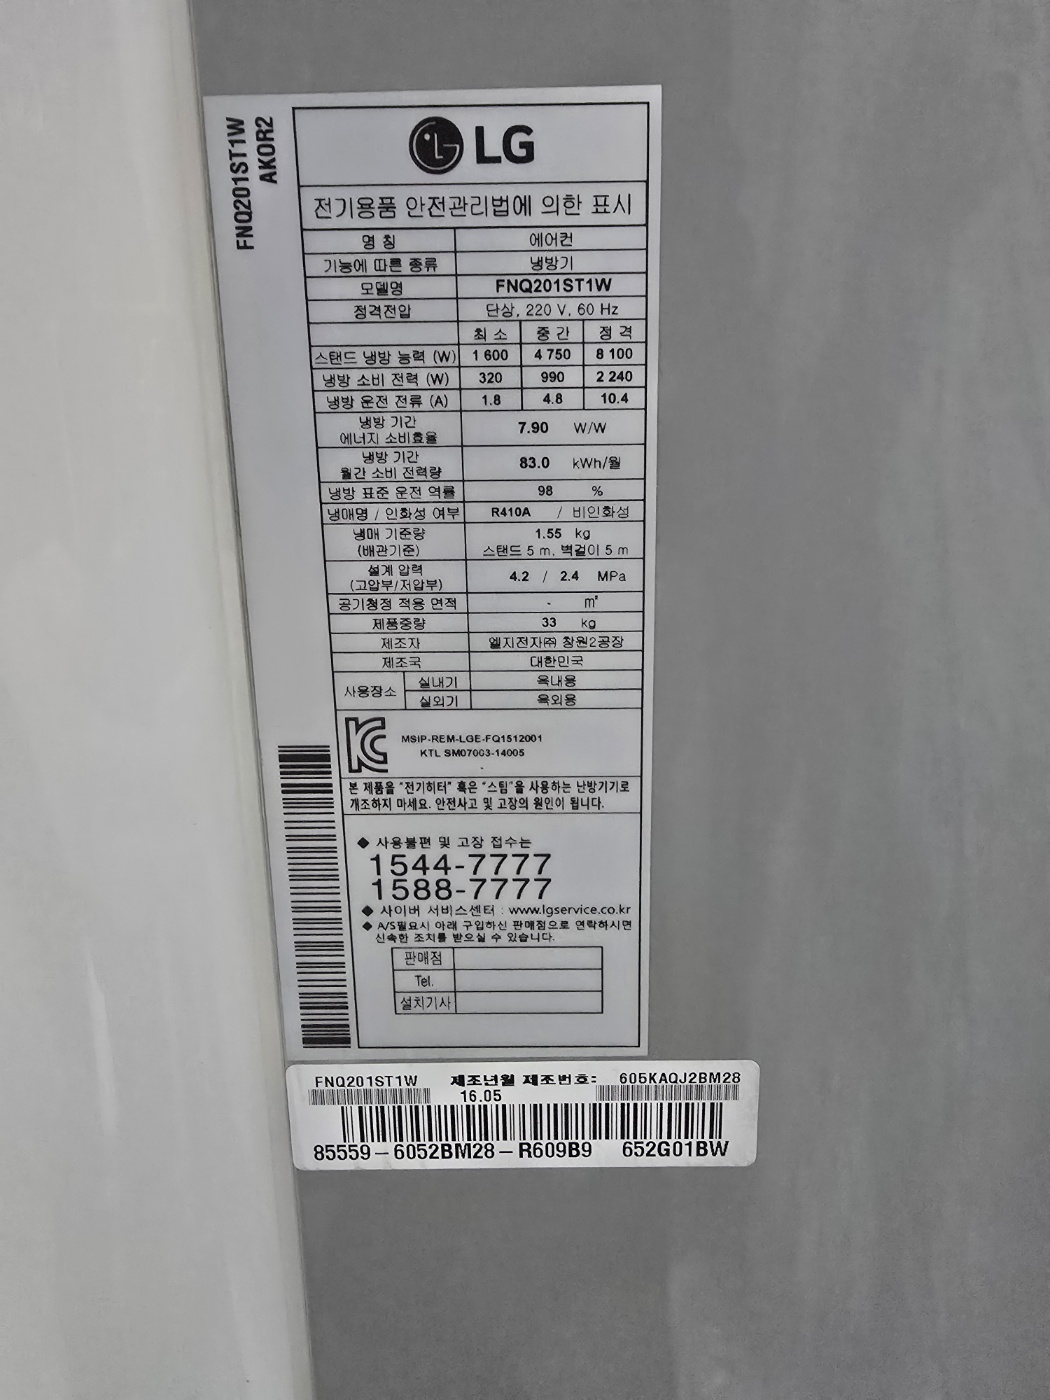 FNQ201ST1W
AKOR2
LG
전기용품 안전관리법에 의한 표시
명 칭 에어컨
기능에 따른 종류 냉방기
모델명 FNQ201ST1W
정격전압 단상, 220 V, 60 Hz
최 소 중 간 정 격
스탠드 냉방 능력 (W) 1 600 4 750 8 100
냉방 소비 전력 (W) 320 990 2 240
냉방 운전 전류 (A) 1.8 4.8 10.4
냉방 기간
에너지 소비효율 7.90 W/W
냉방 기간
월간 소비 전력량 83.0 kWh/월
냉방 표준 운전 역률 98 %
냉매명 / 인화성 여부 R410A / 비인화성
냉매 기준량 1.55 kg
(배관기준) 스탠드 5 m, 벽걸이 5 m
설계 압력
(고압부/저압부) 4.2 / 2.4 MPa
공기청정 적용 면적 - m²
제품중량 33 kg
제조자 엘지전자㈜ 창원2공장
제조국 대한민국
사용장소 실내기 옥내용
실외기 옥외용
MSIP-REM-LGE-FQ1512001
KTL SM07003-14005
본 제품을 "전기히터" 혹은 "스팀"을 사용하는 난방기기로
개조하지 마세요. 안전사고 및 고장의 원인이 됩니다.
◆ 사용불편 및 고장 접수는
1544-7777
1588-7777
◆ 사이버 서비스센터 : www.lgservice.co.kr
◆ A/S필요시 아래 구입하신 판매점으로 연락하시면
신속한 조치를 받으실 수 있습니다.
판매점
Tel.
설치기사
FNQ201ST1W 제조년월 제조번호: 605KAQJ2BM28
16.05
85559-6052BM28-R609B9 652G01BW